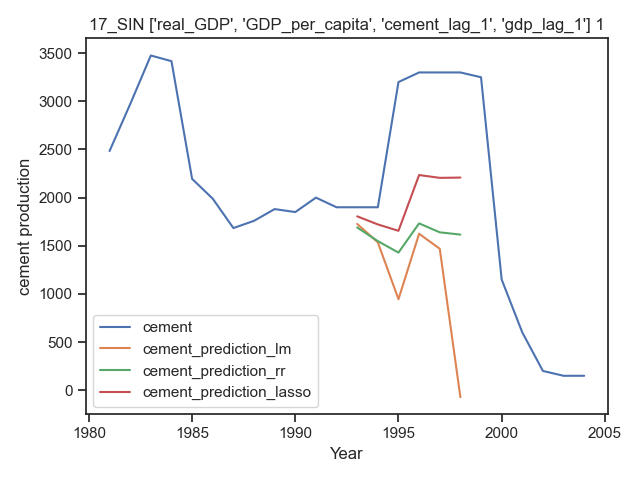 17_SIN ['real_GDP', 'GDP_per_capita', 'cement_lag_1', 'gdp_lag_1'] 1
3500
3000
2500
2000
1500
1000
500
0
cement production
cement
cement_prediction_lm
cement_prediction_rr
cement_prediction_lasso
1980
1985
1990
1995
2000
2005
Year